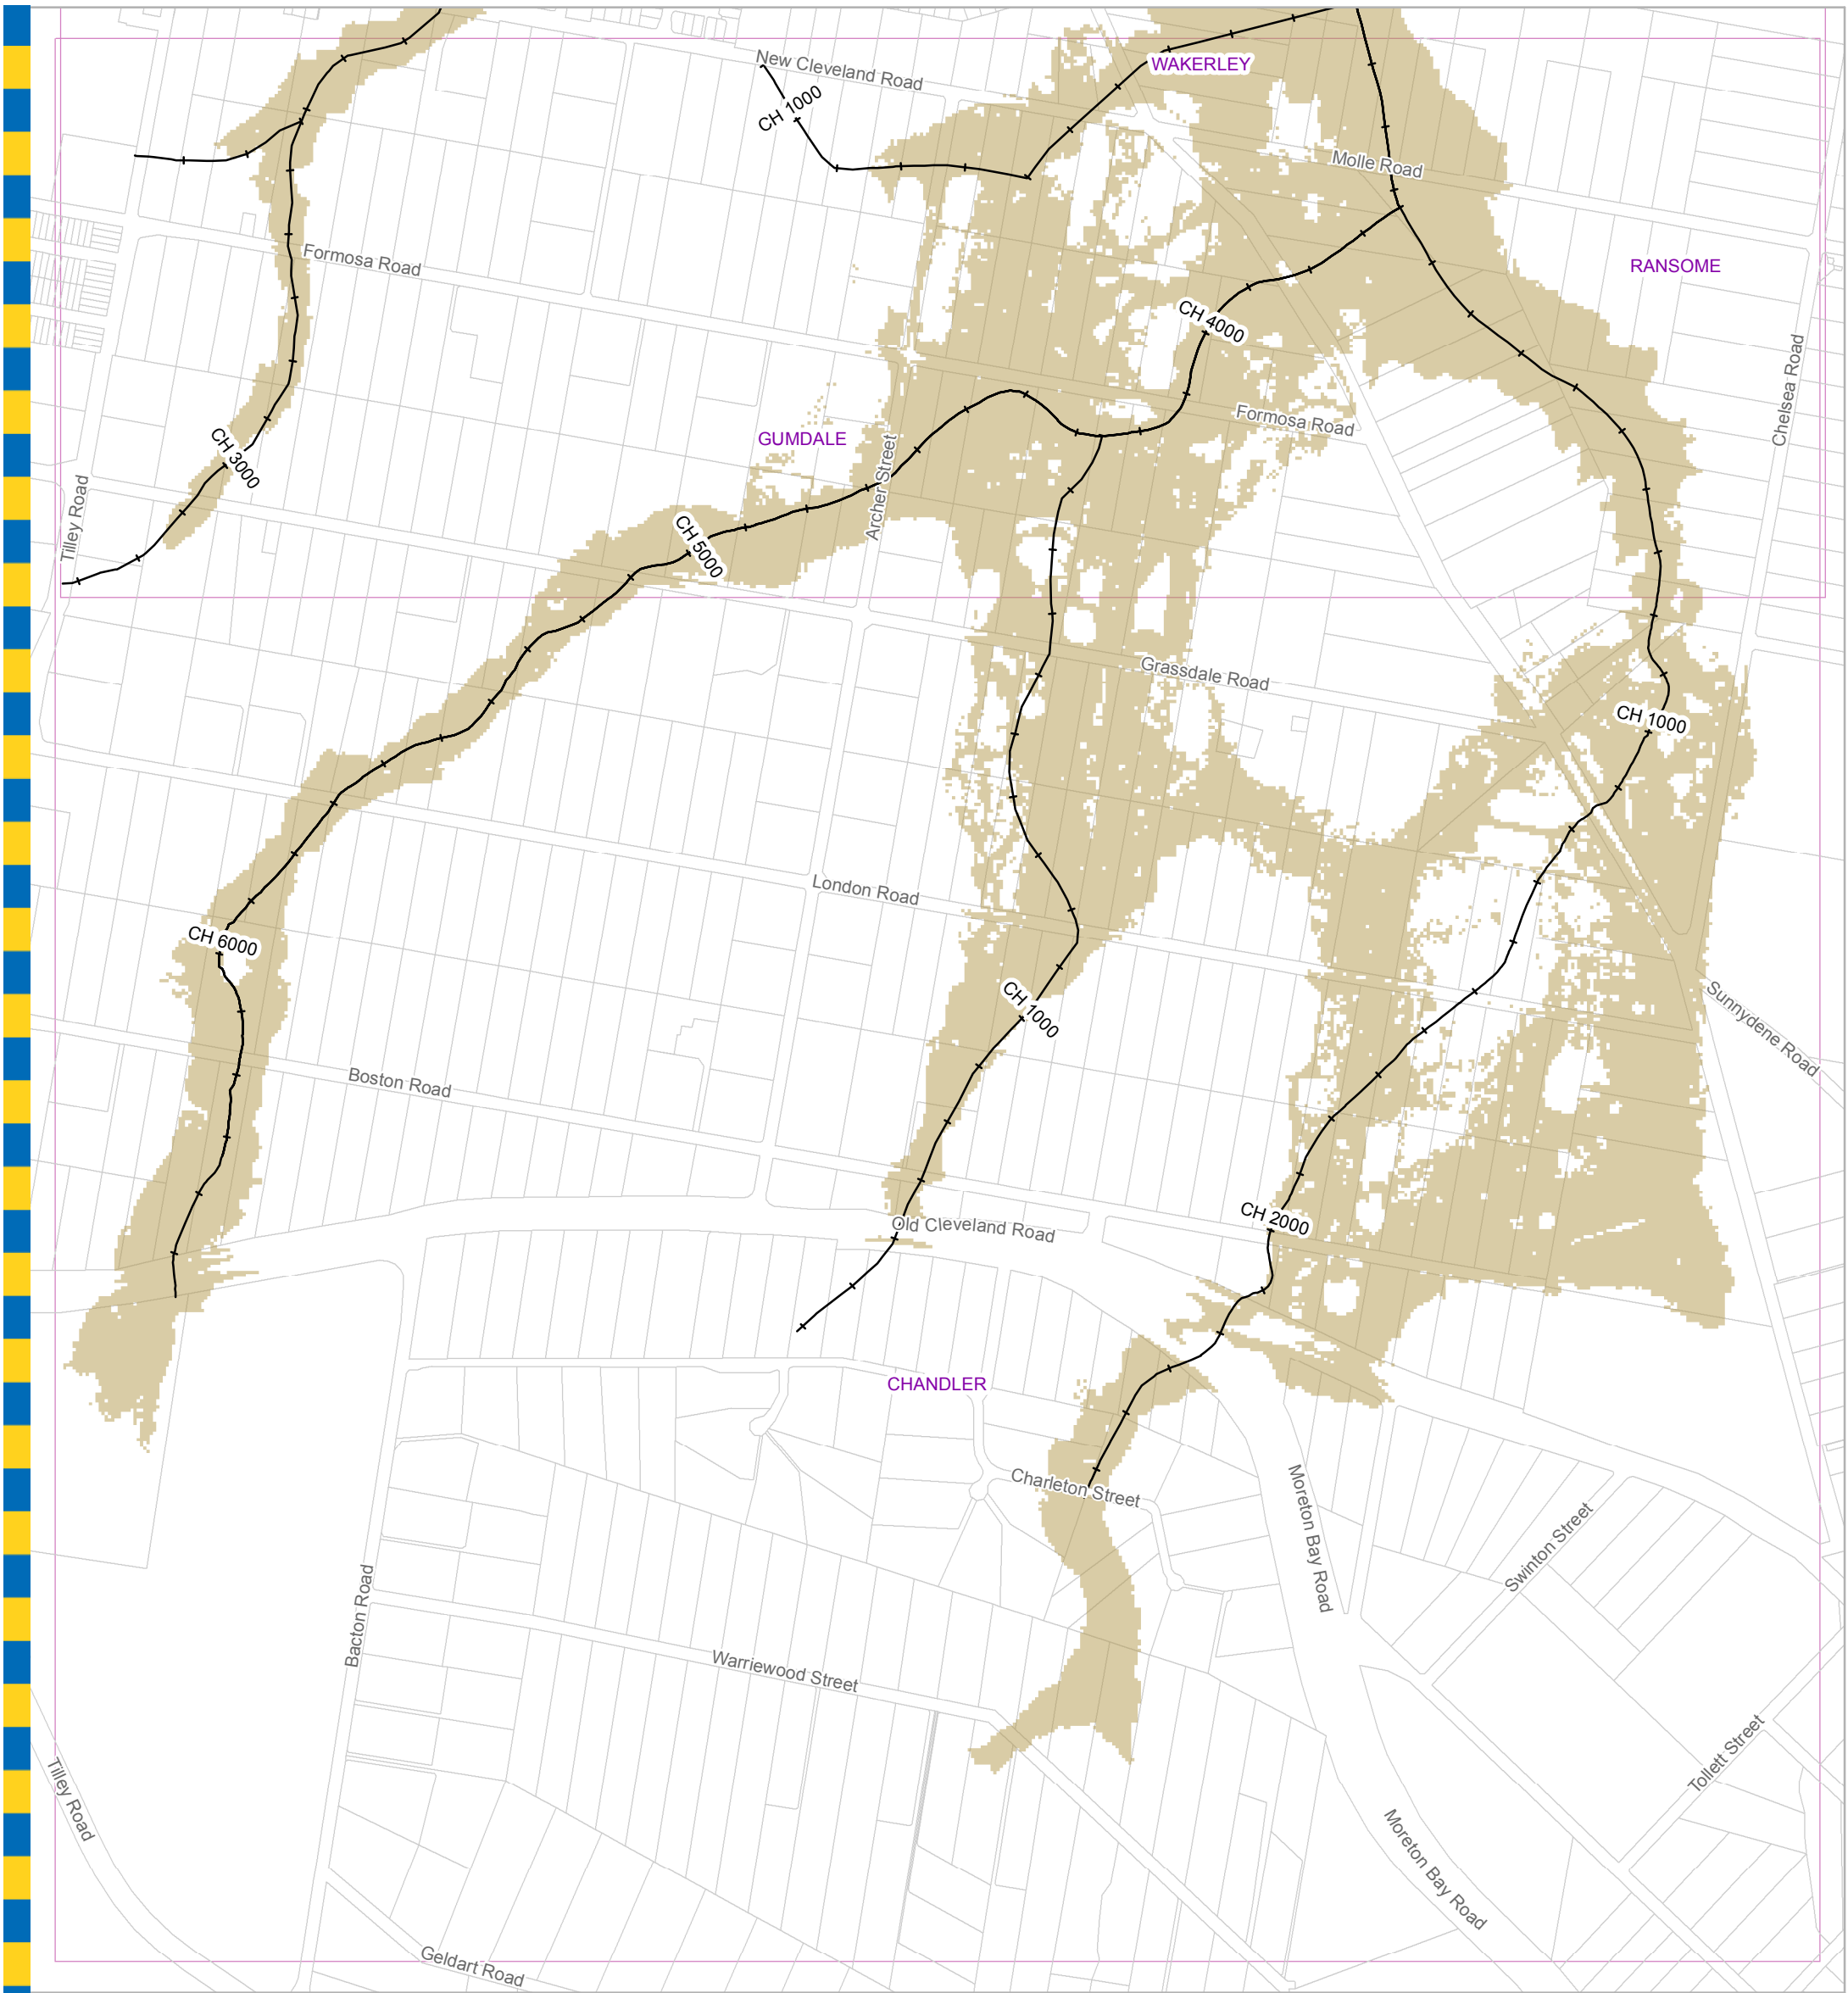 New Cleveland Road
WAKERLEY
CH 1000
Molle Road
Formosa Road
RANSOME
CH 4000
Chelsea Road
Formosa Road
GUMDALE
CH 3000
Archer Street
Tilley Road
CH 5000
Grassdale Road
CH 1000
London Road
CH 6000
CH 1000
Sunnydene Road
Boston Road
CH 2000
Old Cleveland Road
CHANDLER
Charleton Street
Moreton Bay Road
Swinton Street
Bacton Road
Warriewood Street
Tollett Street
Tilley Road
Moreton Bay Road
Geldart Road